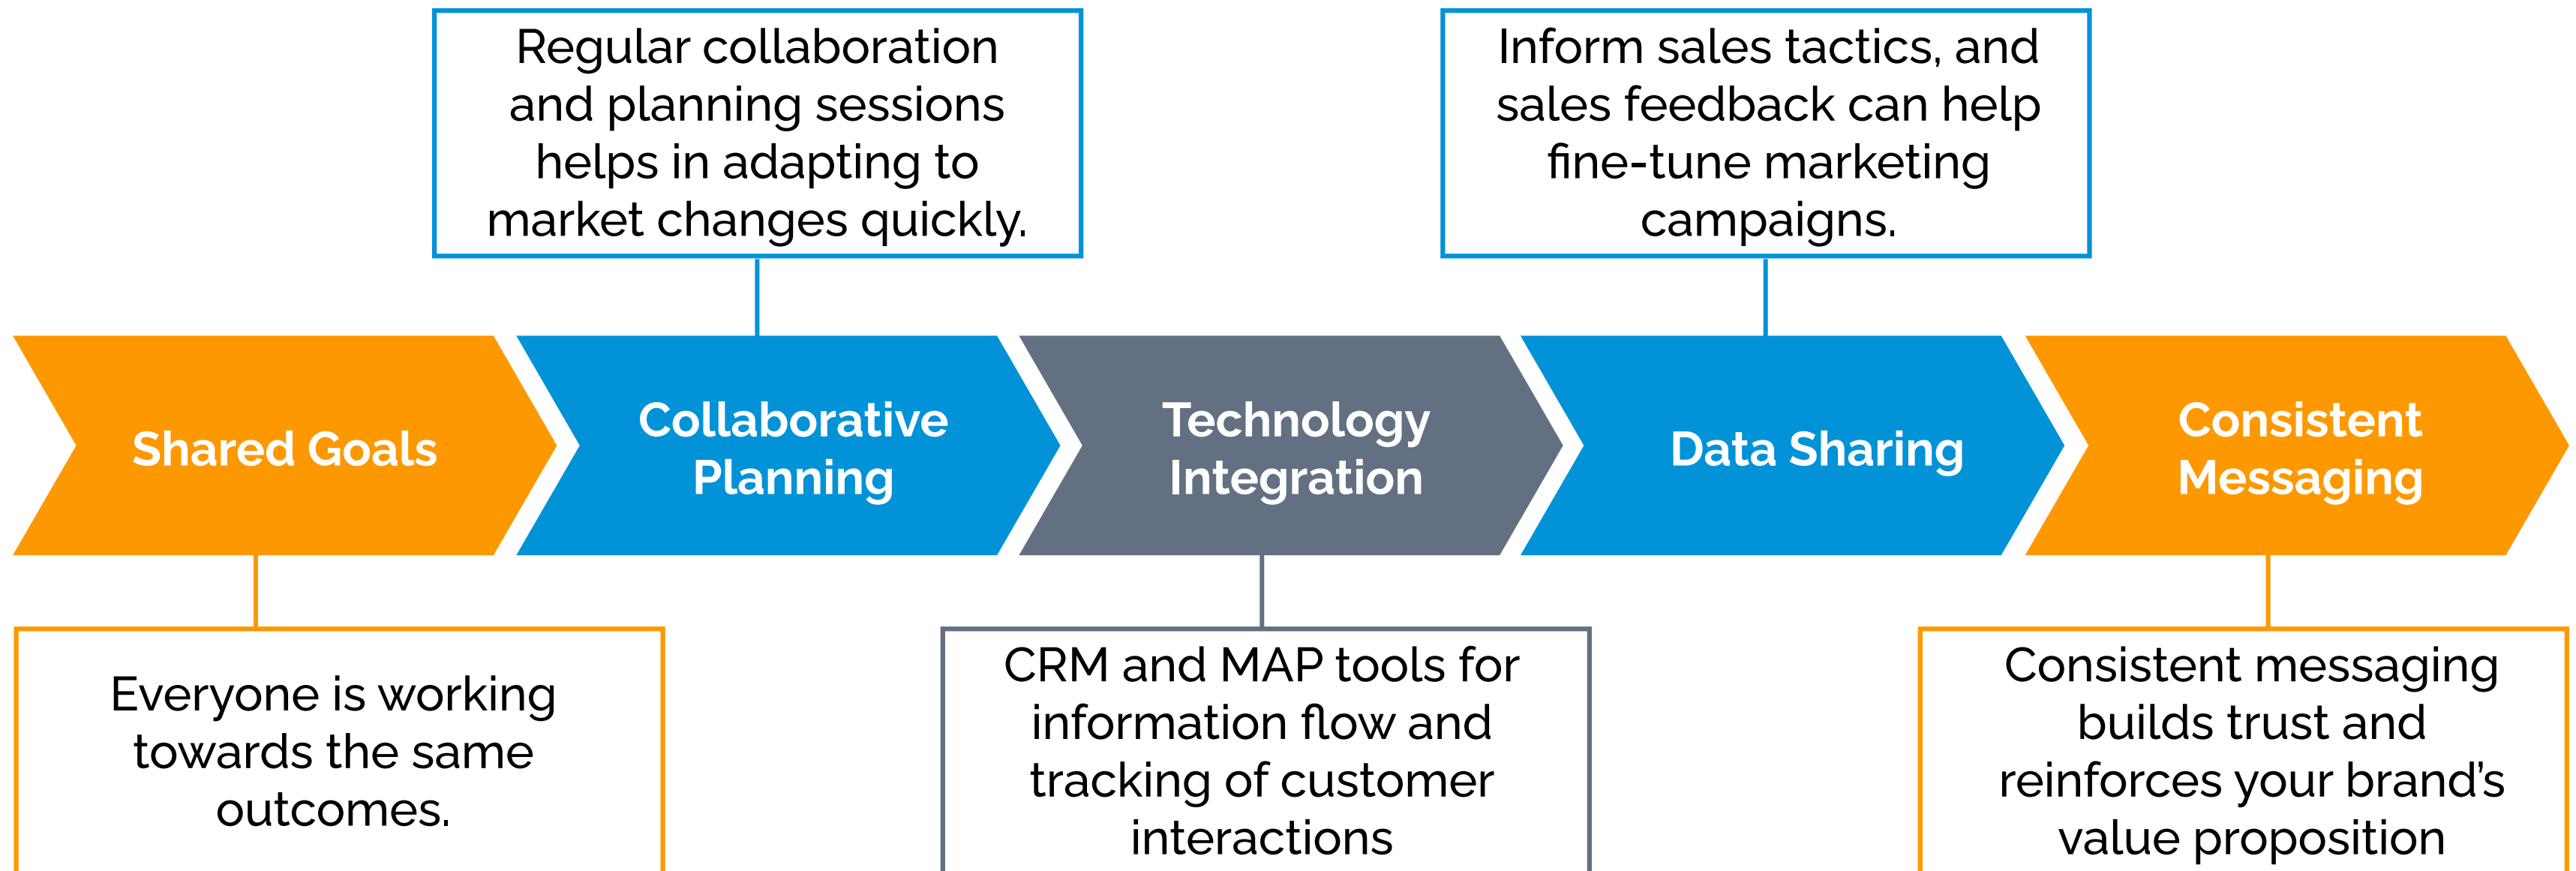 Regular collaboration
and planning sessions
helps in adapting to
market changes quickly.
Inform sales tactics, and
sales feedback can help
fine-tune marketing
campaigns.
Shared Goals
Collaborative
Planning
Technology
Integration
Data Sharing
Consistent
Messaging
Everyone is working
towards the same
outcomes.
CRM and MAP tools for
information flow and
tracking of customer
interactions
Consistent messaging
builds trust and
reinforces your brand’s
value proposition